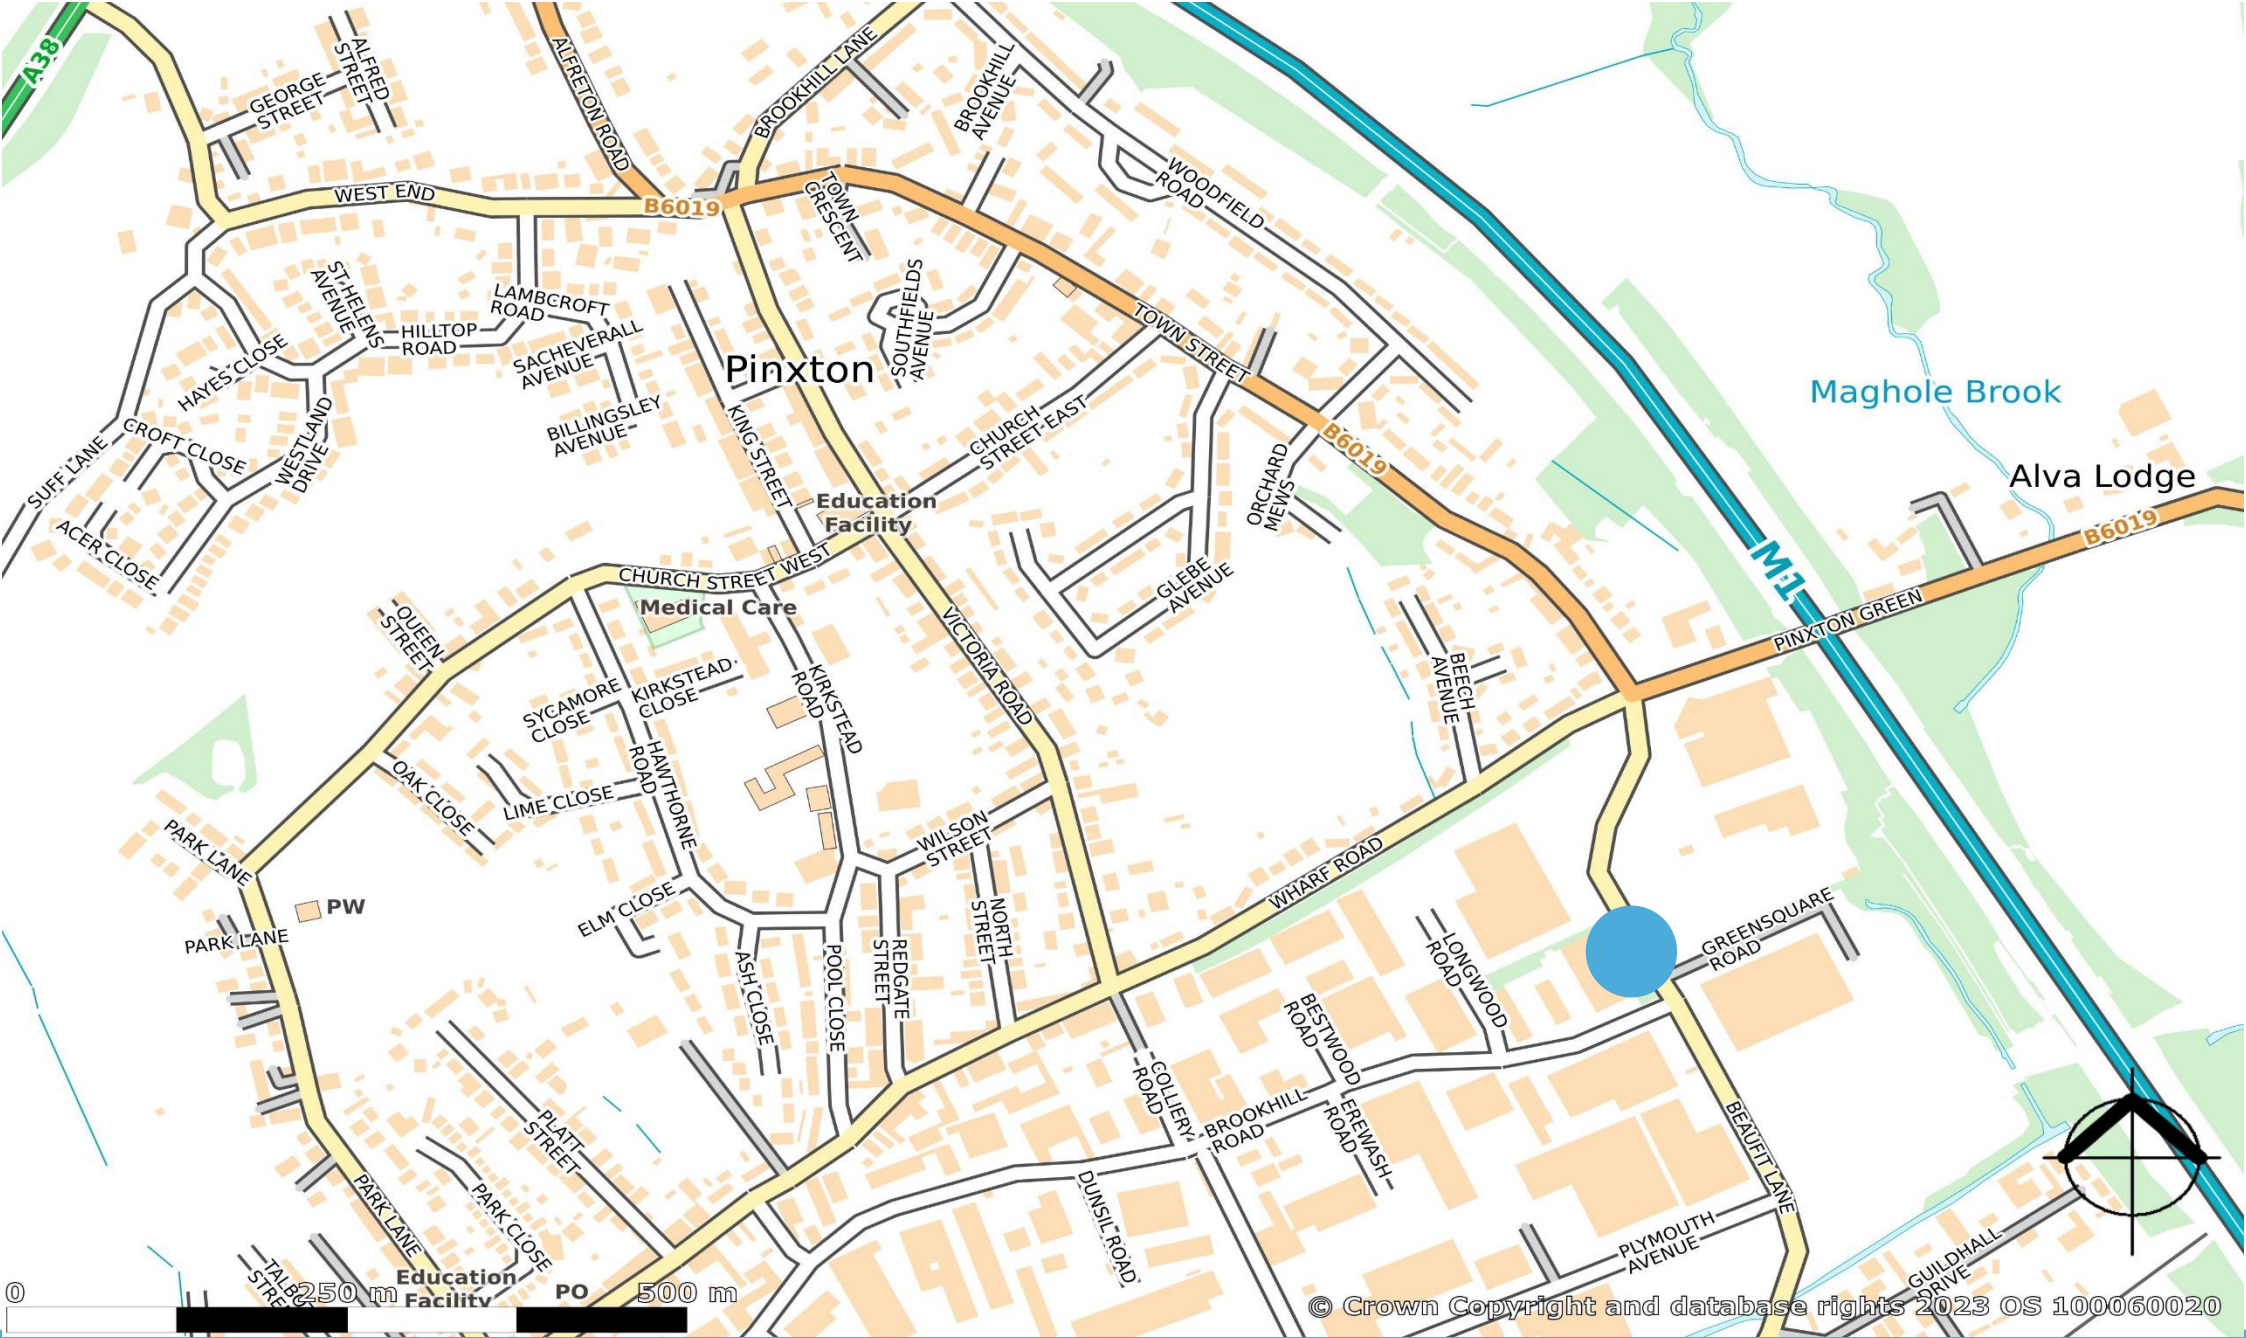 A38
ALFRED
STREET
GEORGE
STREET
ALFRETON ROAD
BROOKHILL LANE
BROOKHILL
AVENUE
WEST END
B6019
TOWN
CRESCENT
WOODFIELD
ROAD
ST HELENS
AVENUE
LAMBCROFT
ROAD
HILLTOP
ROAD
SACHEVERALL
AVENUE
HAYES CLOSE
BILLINGSLEY
AVENUE
SOUTHFIELDS
AVENUE
TOWN STREET
Pinxton
KING STREET
CHURCH
STREET EAST
B6019
Maghole Brook
Alva Lodge
B6019
SUFF LANE
CROFT CLOSE
WESTLAND
DRIVE
ACER CLOSE
Education
Facility
ORCHARD
MEWS
GLEBE
AVENUE
M1
PINXTON GREEN
CHURCH STREET WEST
Medical Care
QUEEN
STREET
VICTORIA ROAD
BEECH
AVENUE
SYCAMORE
CLOSE
KIRKSTEAD
CLOSE
KIRKSTEAD
ROAD
HAWTHORNE
ROAD
OAK CLOSE
LIME CLOSE
WILSON
STREET
WHARF ROAD
PARK LANE
PW
ELM CLOSE
PARK LANE
ASH CLOSE
POOL CLOSE
REDGATE
STREET
NORTH
STREET
LONGWOOD
ROAD
GREENSQUARE
ROAD
BESTWOOD
ROAD
COLLIERY
ROAD
BROOKHILL
ROAD
EREWASH
ROAD
BEAUFIT LANE
PLATT
STREET
PARK CLOSE
PARK LANE
DUNSIL ROAD
PLYMOUTH
AVENUE
GUILDHALL
DRIVE
Education
Facility
PO
0 250 m 500 m
© Crown Copyright and database rights 2023 OS 100060020